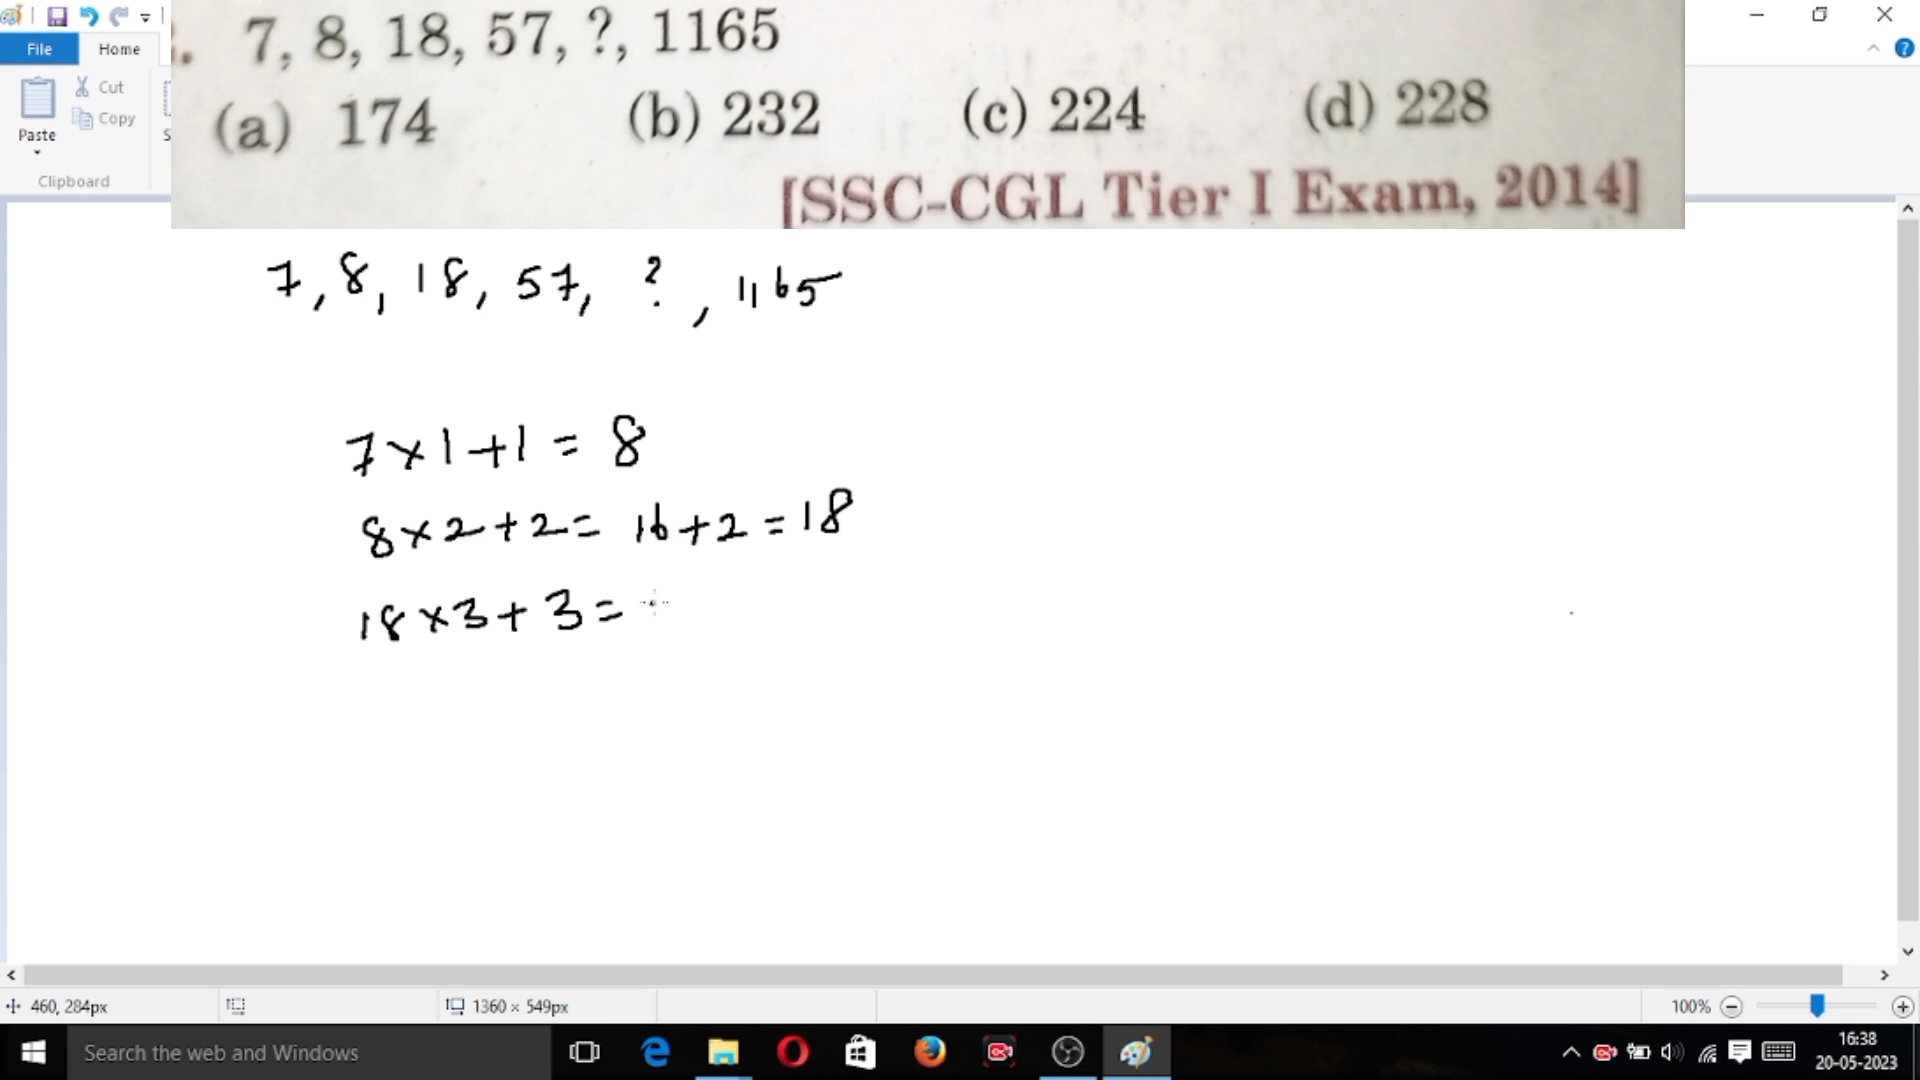 File Home
Cut
Copy
Paste
Clipboard
7, 8, 18, 57, ?, 1165
(a) 174 (b) 232 (c) 224 (d) 228
[SSC-CGL Tier I Exam, 2014]
7, 8, 18, 57, ?, 1165
7×1+1 = 8
8×2+2= 16+2=18
18×3+3=
460, 284px 1360 × 549px 100%
Search the web and Windows
16:38
20-05-2023